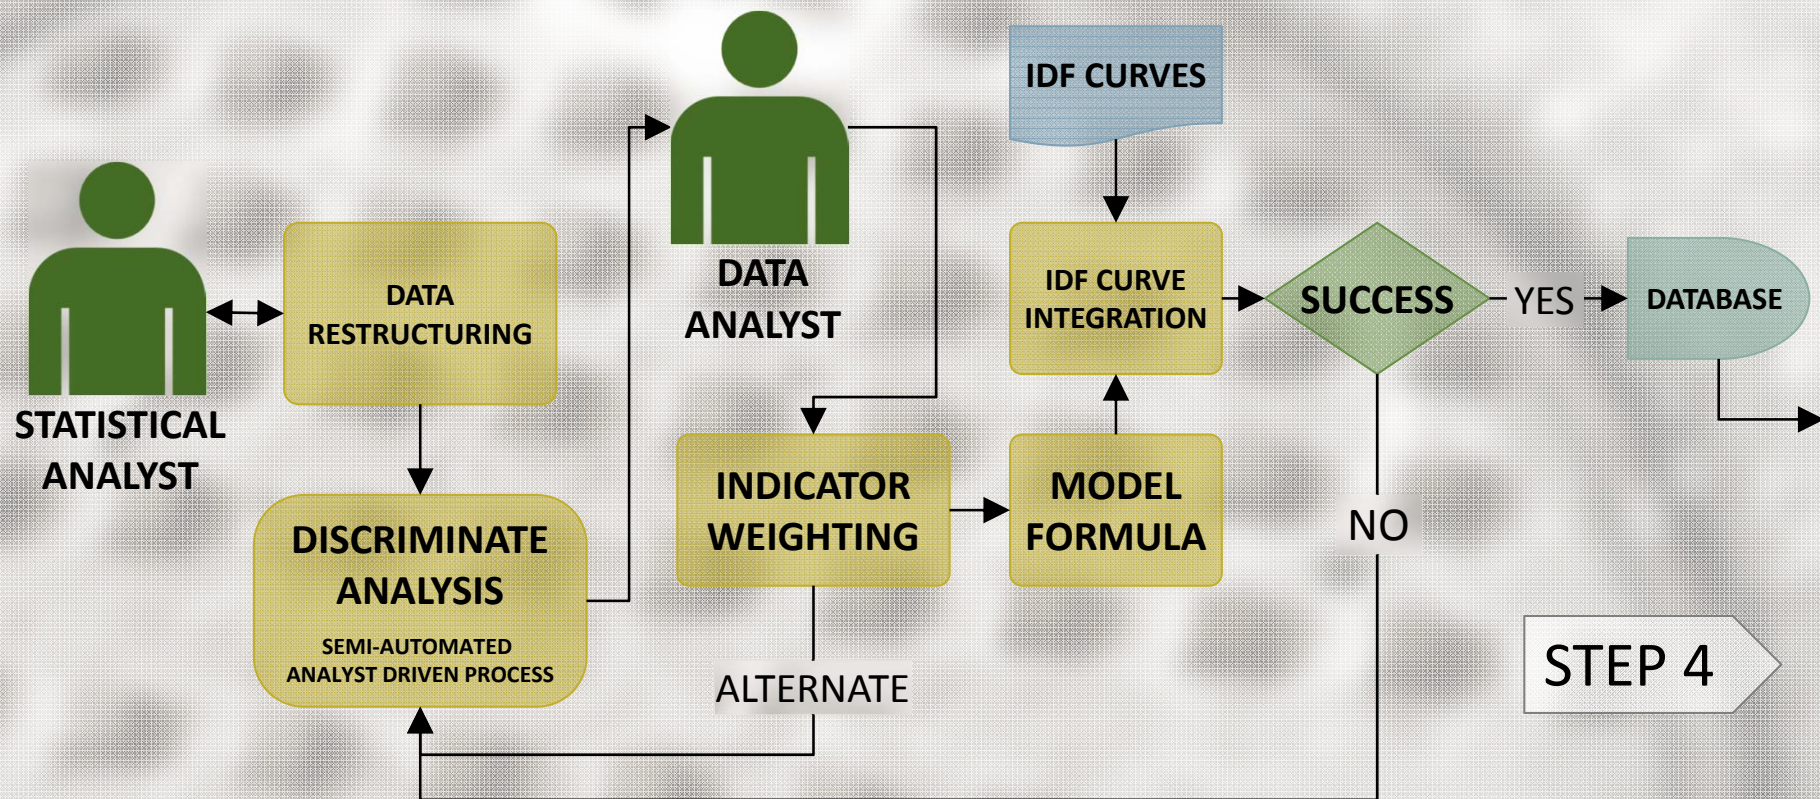 STATISTICAL
ANALYST
DATA
RESTRUCTURING
DISCRIMINATE
ANALYSIS
SEMI-AUTOMATED
ANALYST DRIVEN PROCESS
DATA
ANALYST
INDICATOR
WEIGHTING
ALTERNATE
MODEL
FORMULA
IDF CURVES
IDF CURVE
INTEGRATION
SUCCESS
YES
DATABASE
NO
STEP 4